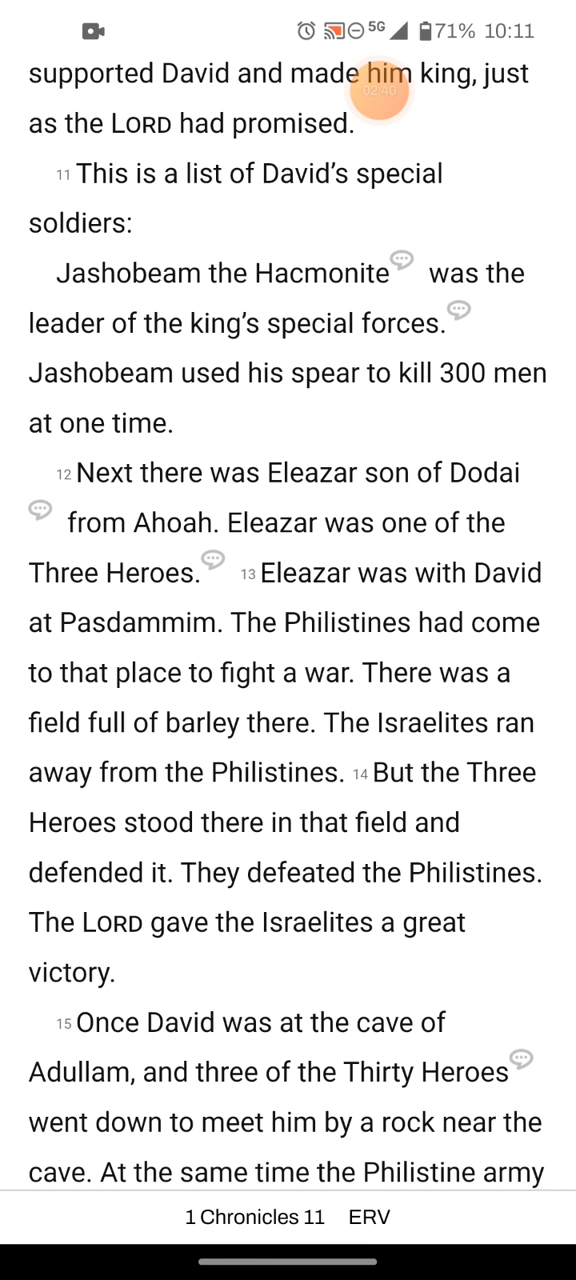 5G 71% 10:11
supported David and made him king, just
02:40
as the LORD had promised.
11 This is a list of David’s special
soldiers:
Jashobeam the Hacmonite was the
leader of the king’s special forces.
Jashobeam used his spear to kill 300 men
at one time.
12 Next there was Eleazar son of Dodai
from Ahoah. Eleazar was one of the
Three Heroes. 13 Eleazar was with David
at Pasdammim. The Philistines had come
to that place to fight a war. There was a
field full of barley there. The Israelites ran
away from the Philistines. 14 But the Three
Heroes stood there in that field and
defended it. They defeated the Philistines.
The LORD gave the Israelites a great
victory.
15 Once David was at the cave of
Adullam, and three of the Thirty Heroes
went down to meet him by a rock near the
cave. At the same time the Philistine army
1 Chronicles 11 ERV